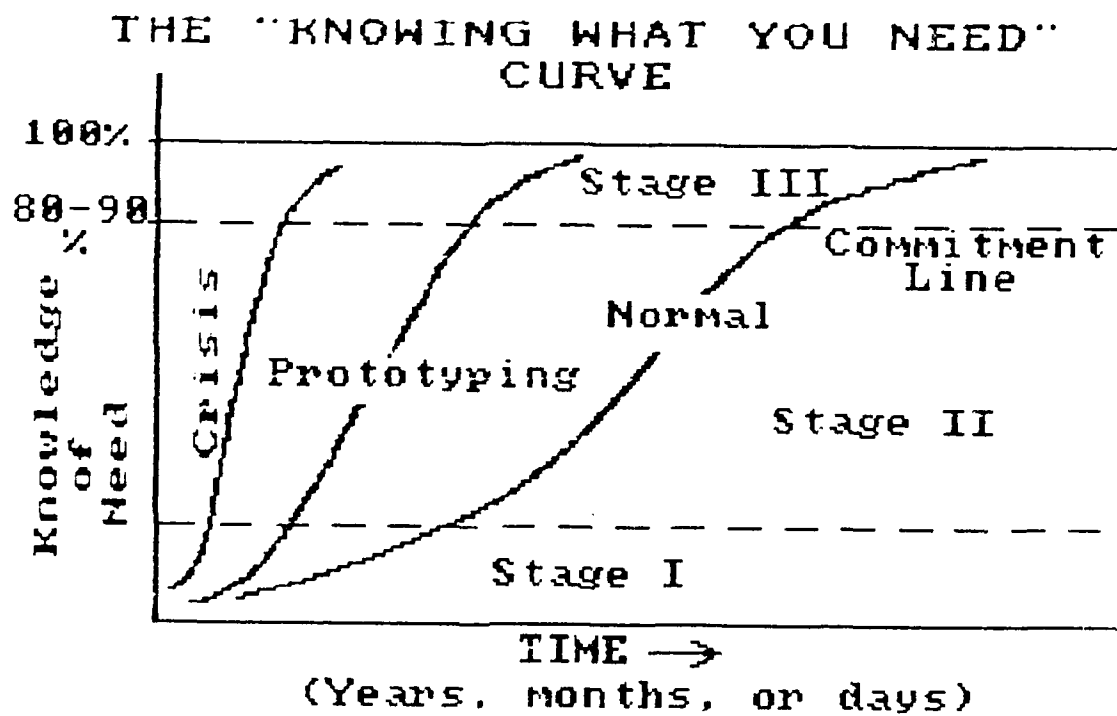 THE "KNOWING WHAT YOU NEED"
CURVE
100%
80-90
%
Knowledge
of
Need
Crisis
Prototyping
Normal
Stage III
Commitment
Line
Stage II
Stage I
TIME →
(Years, months, or days)